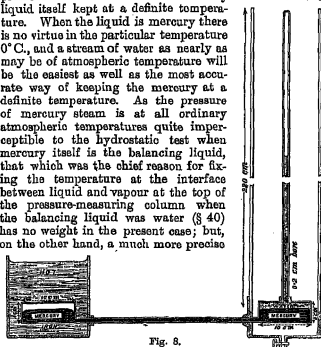 liquid itself kept at a definite tempera-
ture. When the liquid is mercury there
is no virtue in the particular temperature
0° C., and a stream of water as nearly as
may be of atmospheric temperature will
be the easiest as well as the most accu-
rate way of keeping the mercury at a
definite temperature. As the pressure
of mercury steam is at all ordinary
atmospheric temperatures quite imper-
ceptible to the hydrostatic test when
mercury itself is the balancing liquid,
that which was the chief reason for fix-
ing the temperature at the interface
between liquid and vapour at the top of
the pressure-measuring column when
the balancing liquid was water (§ 40)
has no weight in the present case; but,
on the other hand, a much more precise
MERCURY
MERCURY
Fig. 8.